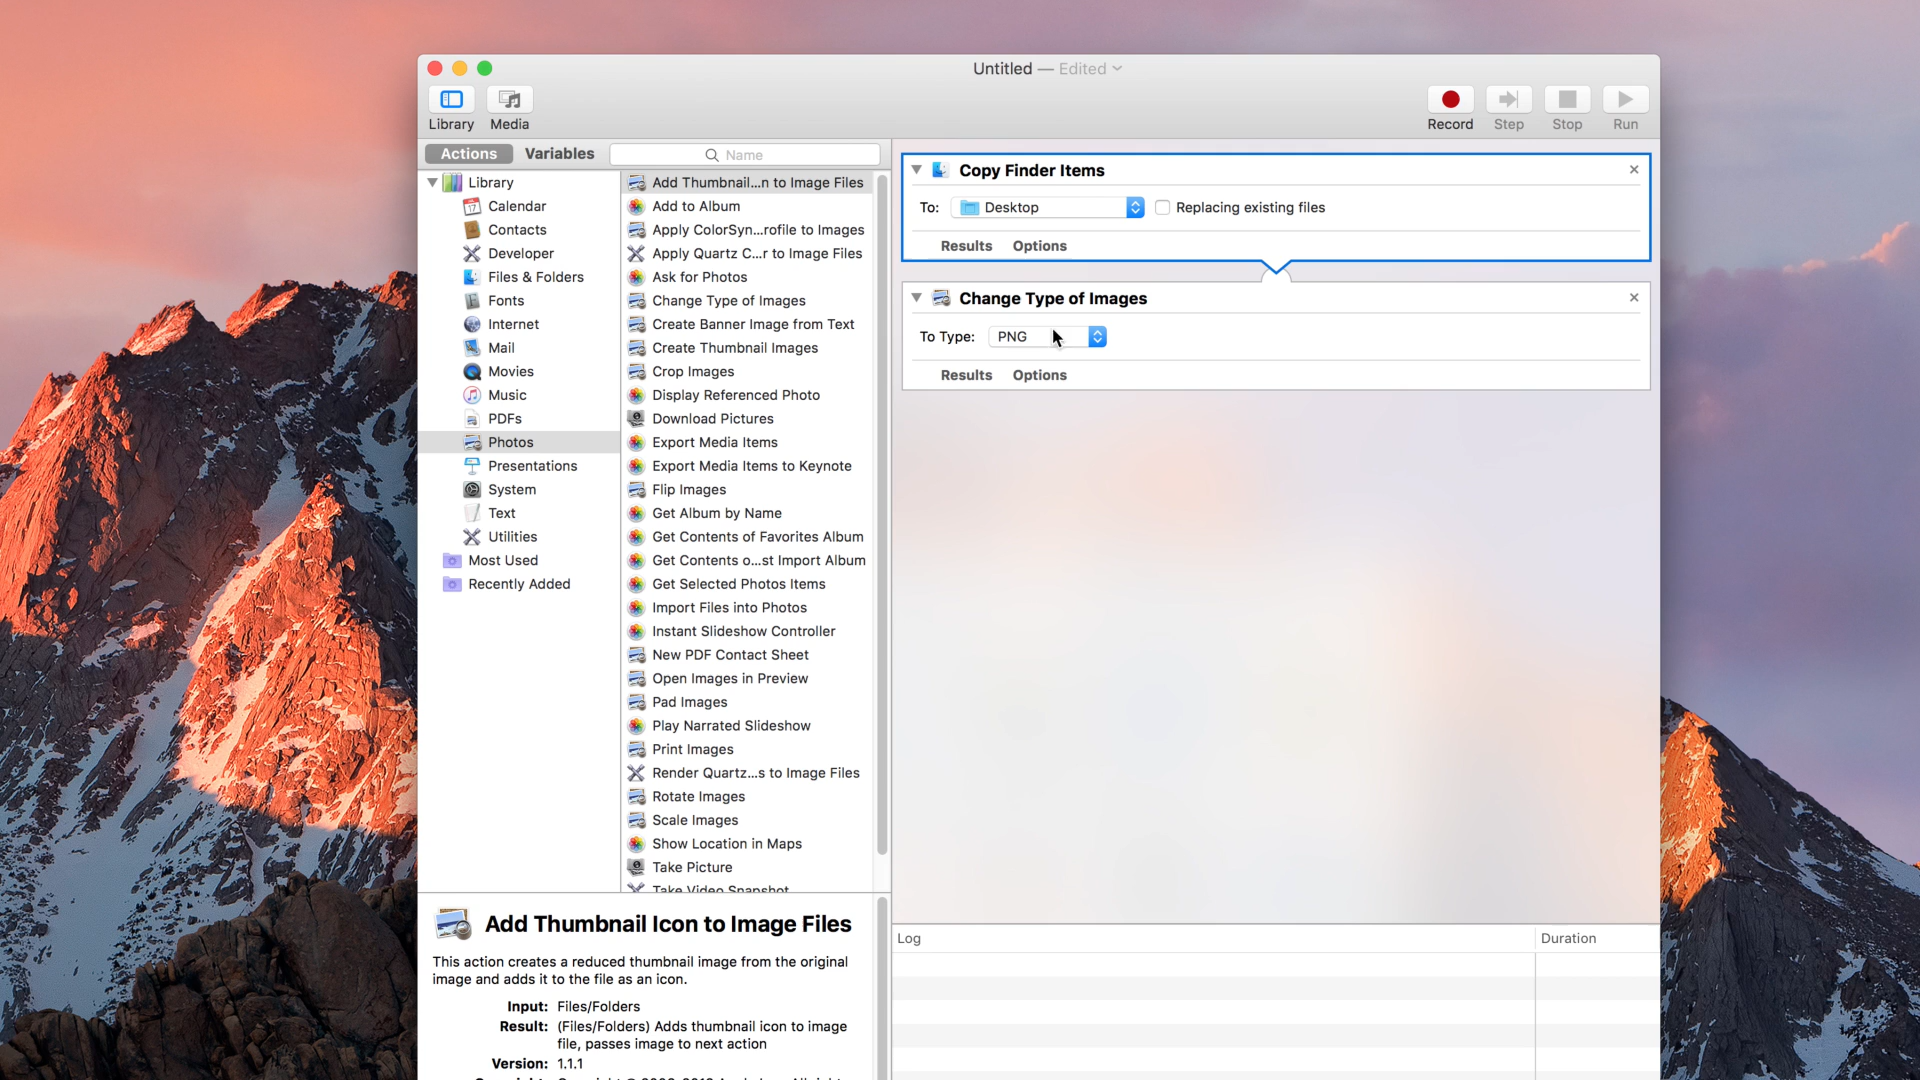 Untitled — Edited
Library
Media
Record
Step
Stop
Run
Actions
Variables
Name
Library
17
Calendar
Contacts
Developer
Files & Folders
Fonts
Internet
Mail
Movies
Music
PDFs
Photos
Presentations
System
Text
Utilities
Most Used
Recently Added
Add Thumbnail...n to Image Files
Add to Album
Apply ColorSyn...rofile to Images
Apply Quartz C...r to Image Files
Ask for Photos
Change Type of Images
Create Banner Image from Text
Create Thumbnail Images
Crop Images
Display Referenced Photo
Download Pictures
Export Media Items
Export Media Items to Keynote
Flip Images
Get Album by Name
Get Contents of Favorites Album
Get Contents o...st Import Album
Get Selected Photos Items
Import Files into Photos
Instant Slideshow Controller
New PDF Contact Sheet
Open Images in Preview
Pad Images
Play Narrated Slideshow
Print Images
Render Quartz...s to Image Files
Rotate Images
Scale Images
Show Location in Maps
Take Picture
Take Video Snapshot
Add Thumbnail Icon to Image Files
This action creates a reduced thumbnail image from the original
image and adds it to the file as an icon.
Input: Files/Folders
Result: (Files/Folders) Adds thumbnail icon to image
file, passes image to next action
Version: 1.1.1
Copy Finder Items
To: Desktop Replacing existing files
Results Options
Change Type of Images
To Type: PNG
Results Options
Log
Duration